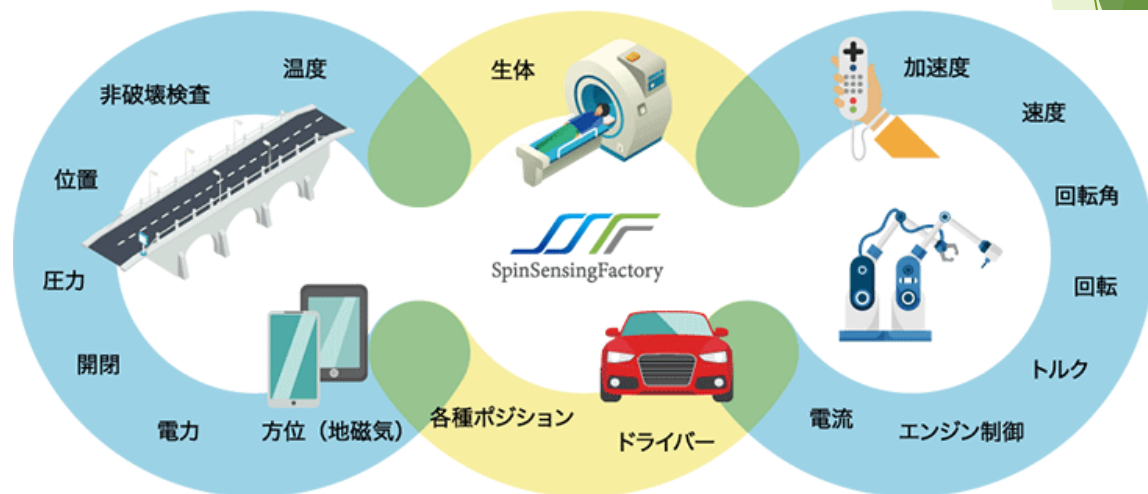 温度
非破壊検査
位置
圧力
開閉
電力
方位（地磁気）
生体
SpinSensingFactory
各種ポジション
ドライバー
加速度
速度
回転角
回転
トルク
エンジン制御
電流